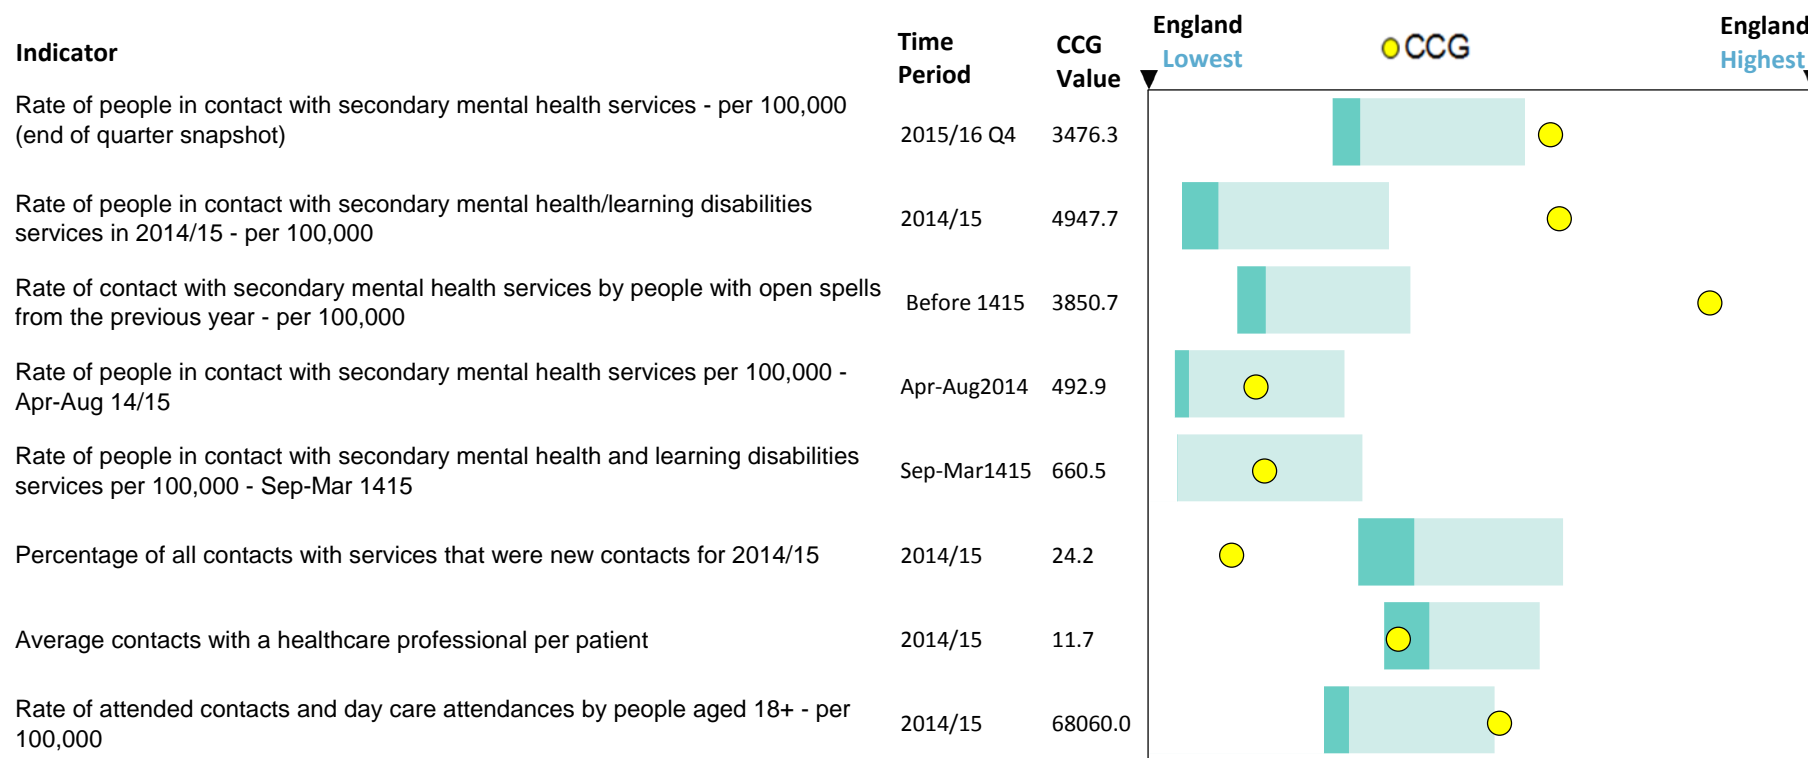 Indicator
Time
Period
CCG
Value
England
Lowest
CCG
England
Highest
Rate of people in contact with secondary mental health services - per 100,000
(end of quarter snapshot)
2015/16 Q4
3476.3
Rate of people in contact with secondary mental health/learning disabilities
services in 2014/15 - per 100,000
2014/15
4947.7
Rate of contact with secondary mental health services by people with open spells
from the previous year - per 100,000
Before 1415
3850.7
Rate of people in contact with secondary mental health services per 100,000 -
Apr-Aug 14/15
Apr-Aug2014
492.9
Rate of people in contact with secondary mental health and learning disabilities
services per 100,000 - Sep-Mar 1415
Sep-Mar1415
660.5
Percentage of all contacts with services that were new contacts for 2014/15
2014/15
24.2
Average contacts with a healthcare professional per patient
2014/15
11.7
Rate of attended contacts and day care attendances by people aged 18+ - per
100,000
2014/15
68060.0